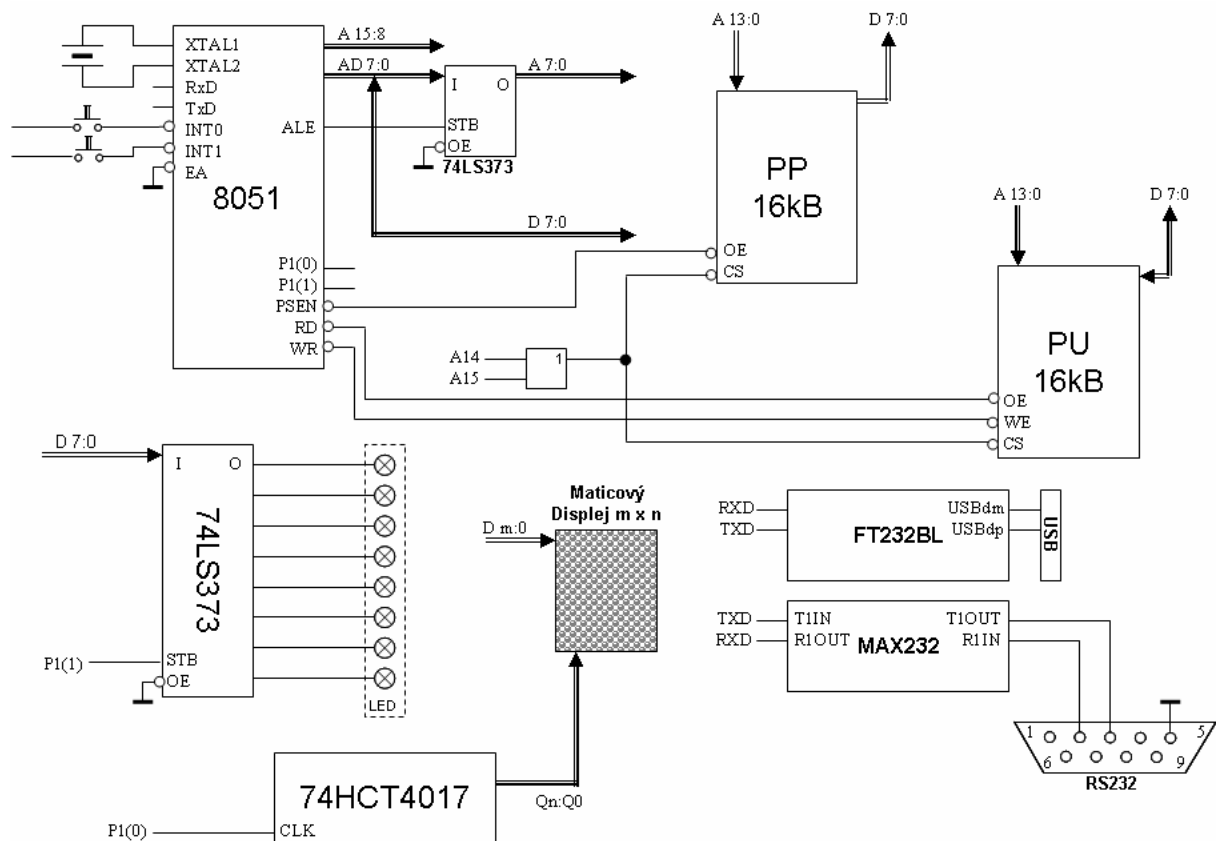 XTAL1
XTAL2
RxD
TxD
INT0
INT1
EA
8051
ALE
P1(0)
P1(1)
PSEN
RD
WR
A 15:8
AD 7:0
I O
STB
OE
74LS373
A 7:0
D 7:0
A 13:0
D 7:0
PP
16kB
OE
CS
A14
A15
1
A 13:0
D 7:0
PU
16kB
OE
WE
CS
D 7:0
I O
74LS373
P1(1)
STB
OE
LED
Maticový
Displej m x n
D m:0
Qn:Q0
74HCT4017
P1(0)
CLK
RXD
TXD
USBdm
USBdp
FT232BL
USB
TXD
RXD
T1IN
R1OUT
T1OUT
R1IN
MAX232
1
5
6
9
RS232